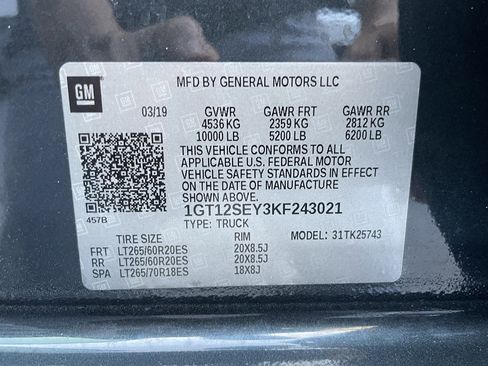 GM
MFD BY GENERAL MOTORS LLC
03/19 GVWR GAWR FRT GAWR RR
4536 KG 2359 KG 2812 KG
10000 LB 5200 LB 6200 LB
THIS VEHICLE CONFORMS TO ALL
APPLICABLE U.S. FEDERAL MOTOR
VEHICLE SAFETY STANDARDS IN EFFECT
ON THE DATE OF MANUFACTURE
SHOWN ABOVE.
1GT12SEY3KF243021
457B TYPE: TRUCK
TIRE SIZE RIM 31TK25743
FRT LT265/60R20ES 20X8.5J
RR LT265/60R20ES 20X8.5J
SPA LT265/70R18ES 18X8J